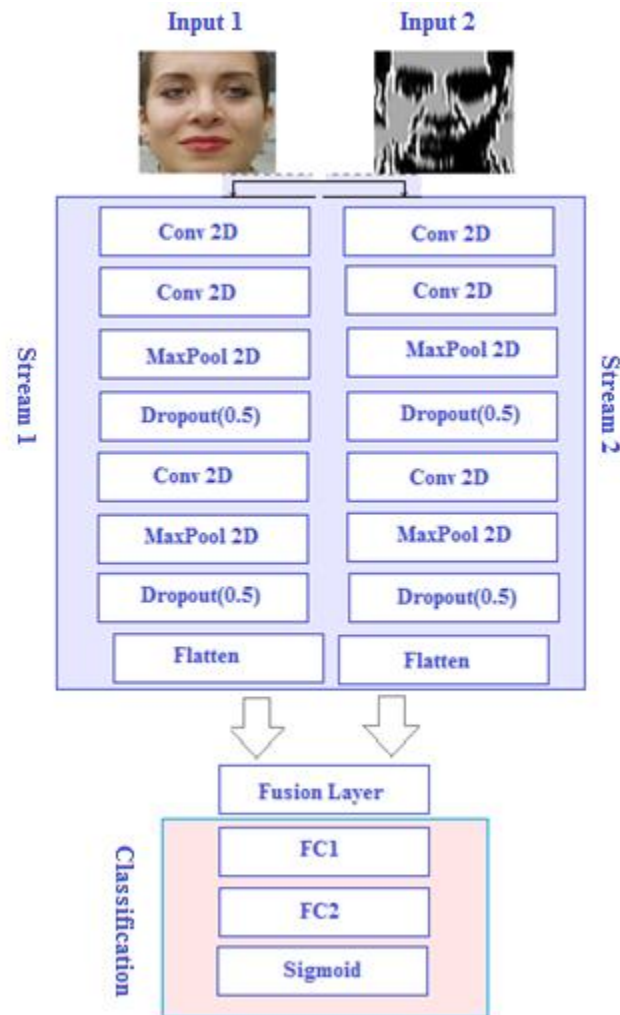 Input 1 Input 2
Conv 2D Conv 2D
Conv 2D Conv 2D
MaxPool 2D MaxPool 2D
Dropout(0.5) Dropout(0.5)
Conv 2D Conv 2D
MaxPool 2D MaxPool 2D
Dropout(0.5) Dropout(0.5)
Flatten Flatten
Stream 1
Stream 2
Fusion Layer
Classification
FC1
FC2
Sigmoid